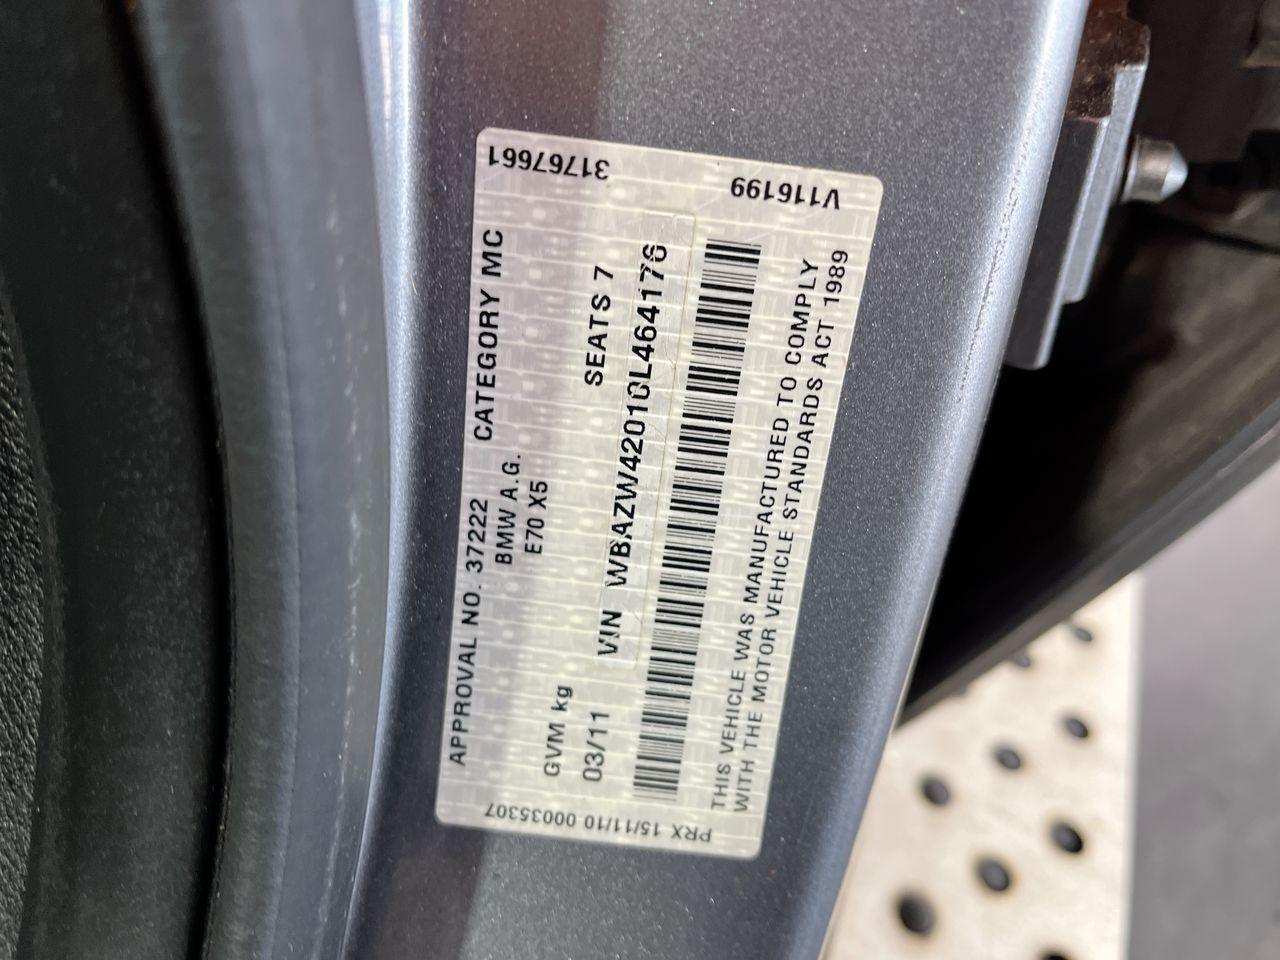 APPROVAL NO. 37222 CATEGORY MC
BMW A.G.
E70 X5
GVM kg SEATS 7
03/11
VIN WBAZW42010L464176
THIS VEHICLE WAS MANUFACTURED TO COMPLY
WITH THE MOTOR VEHICLE STANDARDS ACT 1989
31767661
V116199
PRX 15/11/10 00035307